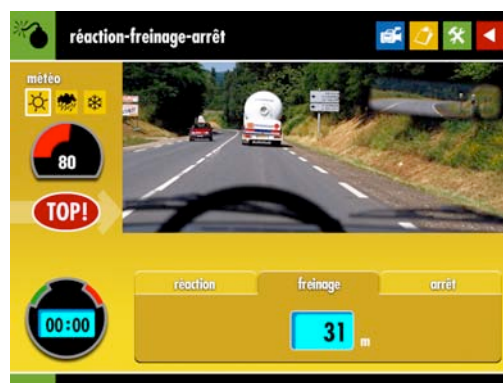 réaction-freinage-arrêt
météo
80
TOP!
réaction
freinage
arrêt
00:00
31 m